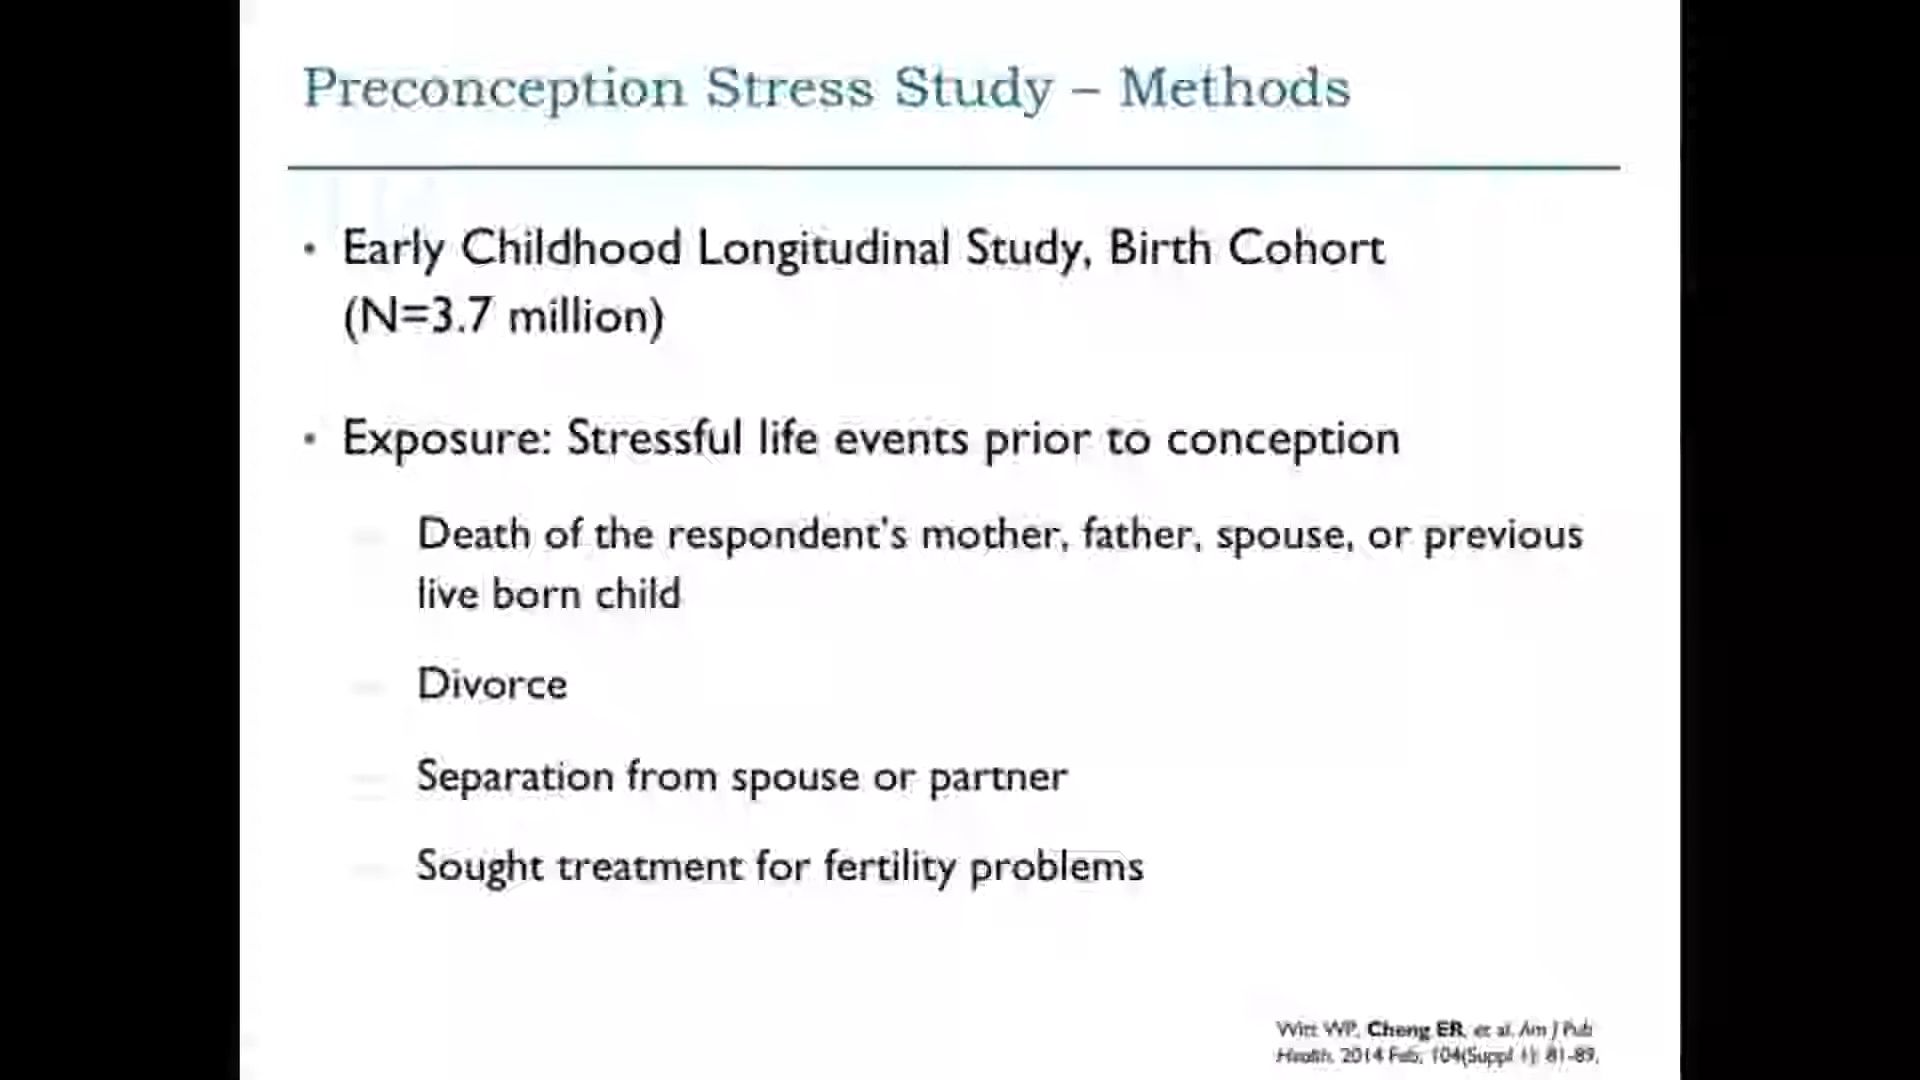 Preconception Stress Study – Methods
• Early Childhood Longitudinal Study, Birth Cohort
(N=3.7 million)
• Exposure: Stressful life events prior to conception
– Death of the respondent's mother, father, spouse, or previous
live born child
– Divorce
– Separation from spouse or partner
– Sought treatment for fertility problems
Witt WP, Cheng ER, et al. Am J Pub
Health. 2014 Feb; 104(Suppl 1): 81-89.